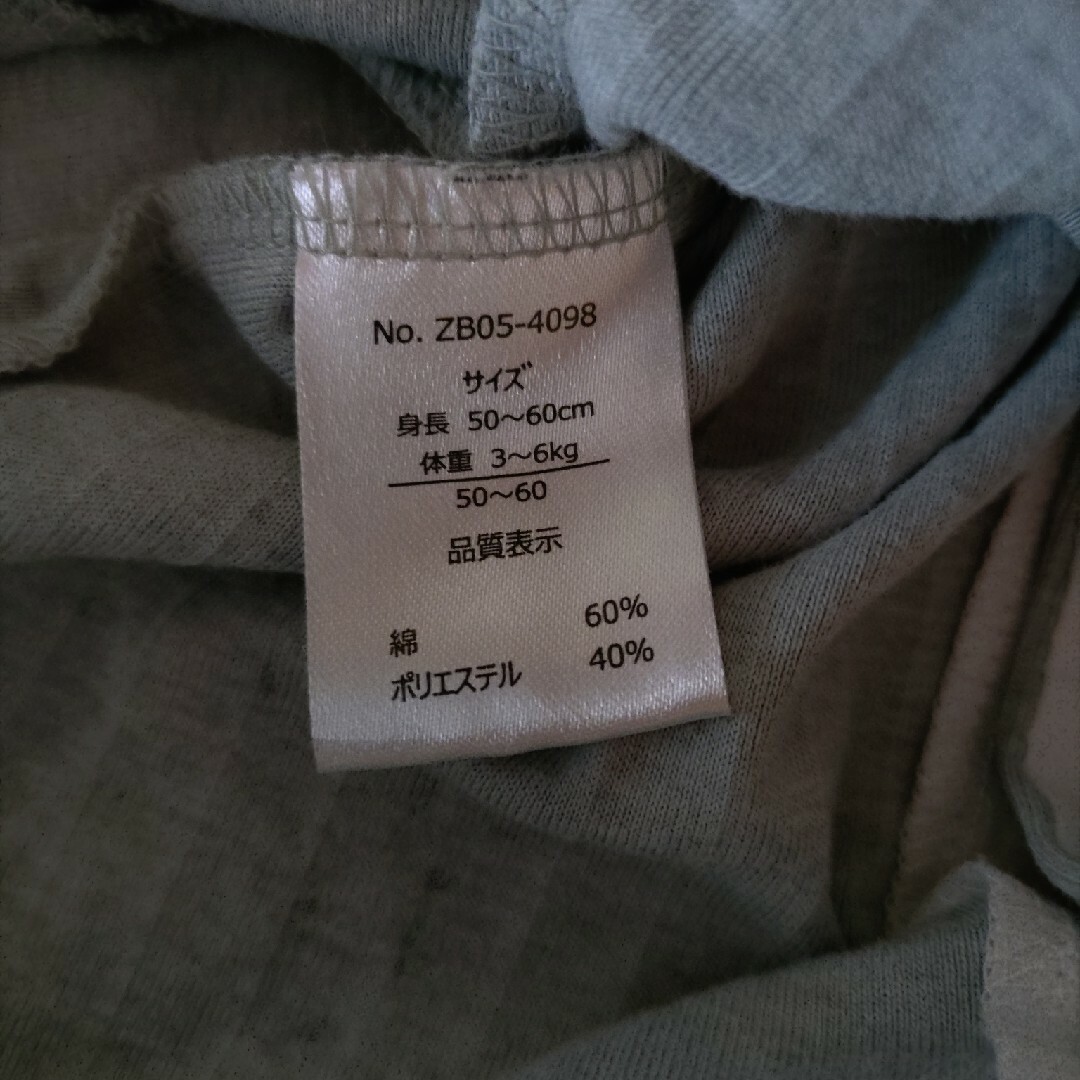 No. ZB05-4098
サイズ
身長 50～60cm
体重 3～6kg
50～60
品質表示
綿 60%
ポリエステル 40%